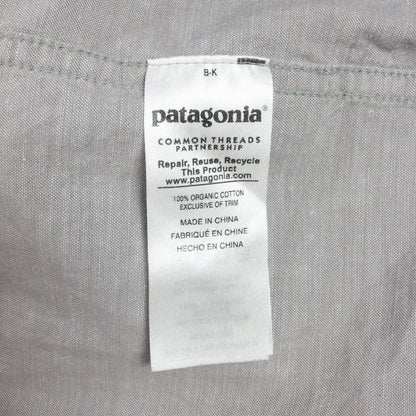 B-K
patagonia®
COMMON THREADS
PARTNERSHIP
Repair, Reuse, Recycle
This Product
www.patagonia.com
100% ORGANIC COTTON
EXCLUSIVE OF TRIM
MADE IN CHINA
FABRIQUÉ EN CHINE
HECHO EN CHINA